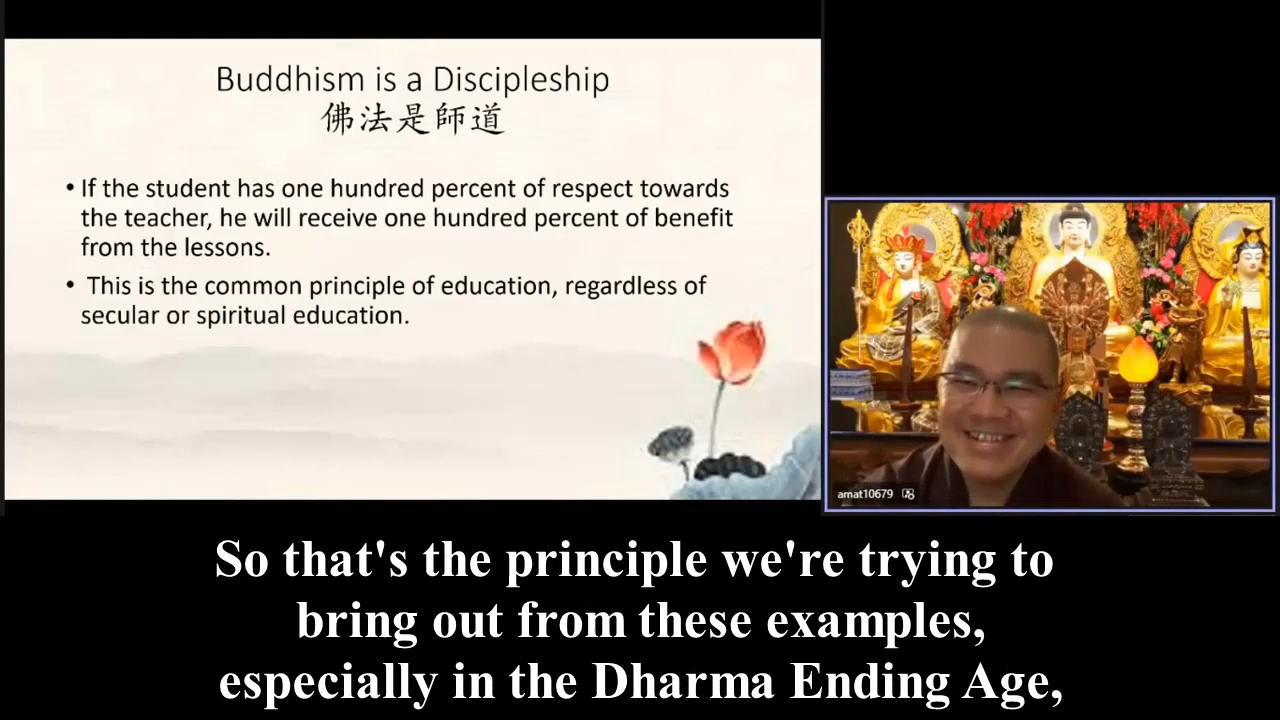 Buddhism is a Discipleship
佛法是師道
• If the student has one hundred percent of respect towards
the teacher, he will receive one hundred percent of benefit
from the lessons.
• This is the common principle of education, regardless of
secular or spiritual education.
amat10679
So that's the principle we're trying to
bring out from these examples,
especially in the Dharma Ending Age,